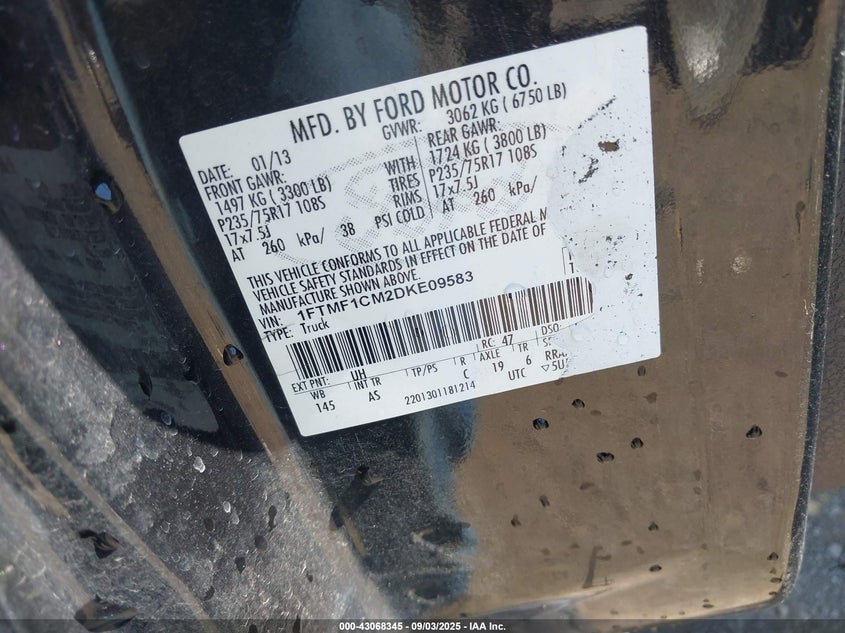 MFD. BY FORD MOTOR CO.
DATE: 01/13 GVWR: 3062 KG ( 6750 LB)
FRONT GAWR: REAR GAWR:
1497 KG ( 3300 LB) WITH 1724 KG ( 3800 LB)
P235/75R17 108S TIRES P235/75R17 108S
17x7.5J RIMS 17x7.5J
AT 260 kPa/ 38 PSI COLD AT 260 kPa/
THIS VEHICLE CONFORMS TO ALL APPLICABLE FEDERAL M
VEHICLE SAFETY STANDARDS IN EFFECT ON THE DATE OF
MANUFACTURE SHOWN ABOVE.
VIN: 1FTMF1CM2DKE09583
TYPE: Truck
EXT PNT: UH RC: 47 DSO
WB INT TR TP/PS R AXLE TR
145 AS C 19 6
2201301181214 UTC
-000-43068345 - 09/03/2025 - IAA Inc.